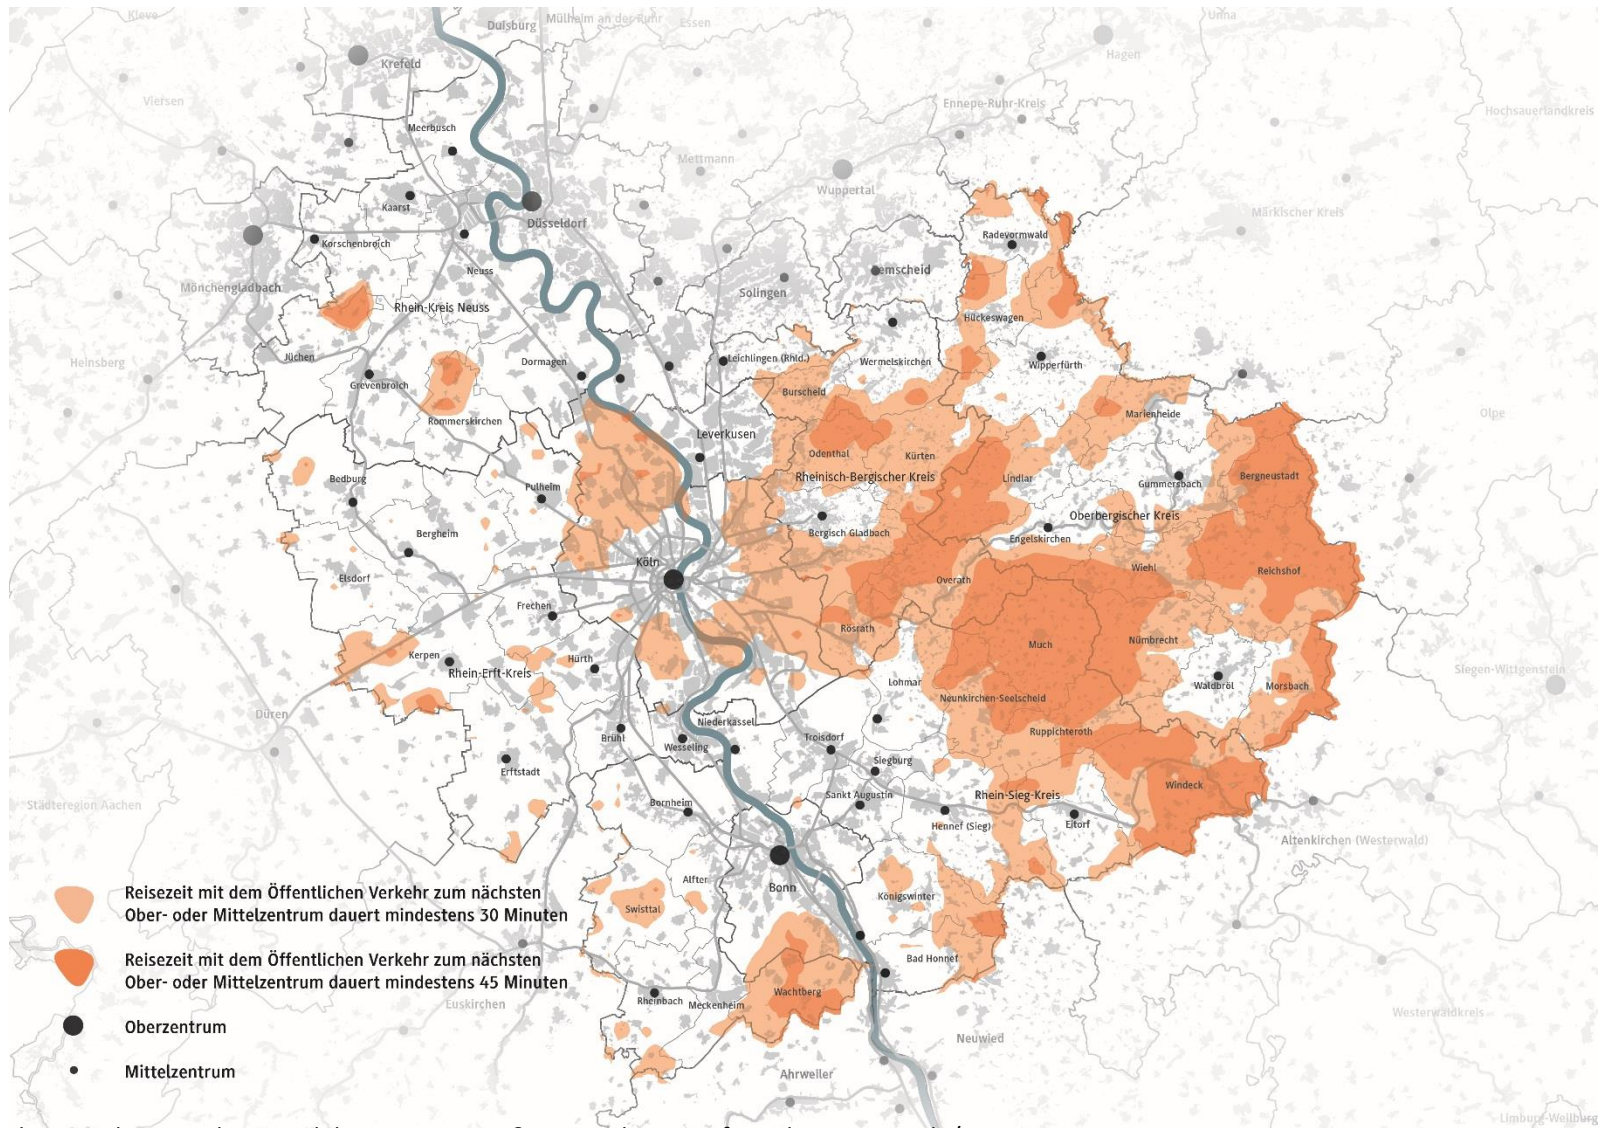 Kleve
Duisburg
Mülheim an der Ruhr
Essen
Unna
Krefeld
Hagen
Viersen
Ennepe-Ruhr-Kreis
Hochsauerlandkreis
Meerbusch
Mettmann
Wuppertal
Kaarst
Düsseldorf
Märkischer Kreis
Korschenbroich
Radevormwald
Neuss
Mönchengladbach
Solingen
Rhein-Kreis Neuss
Hückeswagen
Jüchen
Heinsberg
Dormagen
Leichlingen (Rhld.)
Wermelskirchen
Wipperfürth
Grevenbroich
Burscheid
Rommerskirchen
Marienheide
Olpe
Leverkusen
Odenthal
Kürten
Rheinisch-Bergischer Kreis
Lindlar
Bergneustadt
Bedburg
Pulheim
Gummersbach
Oberbergischer Kreis
Bergheim
Bergisch Gladbach
Engelskirchen
Köln
Elsdorf
Overath
Wiehl
Reichshof
Frechen
Rösrath
Much
Nümbrecht
Kerpen
Hürth
Rhein-Erft-Kreis
Siegen-Wittgenstein
Lohmar
Waldbröl
Morsbach
Neunkirchen-Seelscheid
Düren
Niederkassel
Brühl
Wesseling
Troisdorf
Ruppichteroth
Siegburg
Erftstadt
Windeck
Städteregion Aachen
Bornheim
Sankt Augustin
Rhein-Sieg-Kreis
Hennef (Sieg)
Eitorf
Altenkirchen (Westerwald)
Alfter
Bonn
Königswinter
Swisttal
Bad Honnef
Wachtberg
Euskirchen
Rheinbach
Meckenheim
Westerwaldkreis
Neuwied
Ahrweiler
Limburg-Weilburg
Reisezeit mit dem Öffentlichen Verkehr zum nächsten
Ober- oder Mittelzentrum dauert mindestens 30 Minuten
Reisezeit mit dem Öffentlichen Verkehr zum nächsten
Ober- oder Mittelzentrum dauert mindestens 45 Minuten
Oberzentrum
Mittelzentrum